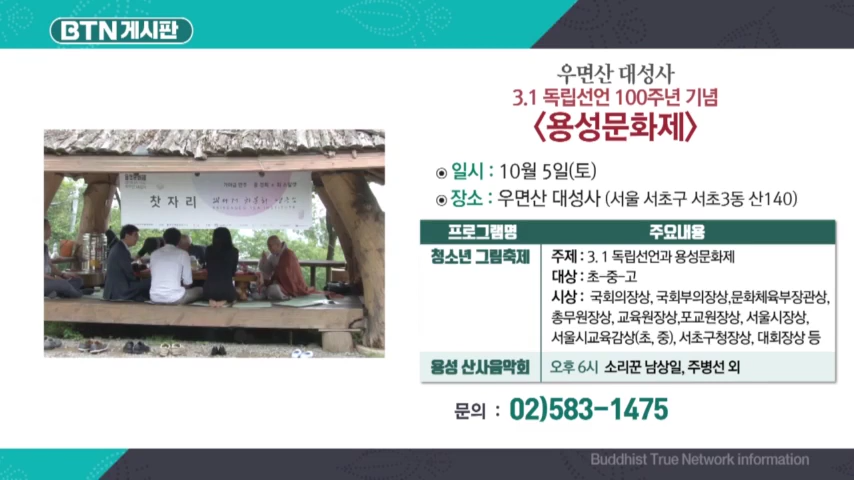 BTN게시판
우면산 대성사
3.1 독립선언 100주년 기념
<용성문화제>
일시 : 10월 5일(토)
장소 : 우면산 대성사 (서울 서초구 서초3동 산140)
프로그램명 주요내용
청소년 그림축제
주제 : 3. 1 독립선언과 용성문화제
대상 : 초-중-고
시상 : 국회의장상, 국회부의장상,문화체육부장관상,
총무원장상, 교육원장상,포교원장상, 서울시장상,
서울시교육감상(초, 중), 서초구청장상, 대회장상 등
용성 산사음악회 오후 6시 소리꾼 남상일, 주병선 외
문의 : 02)583-1475
찻자리
Buddhist True Network information